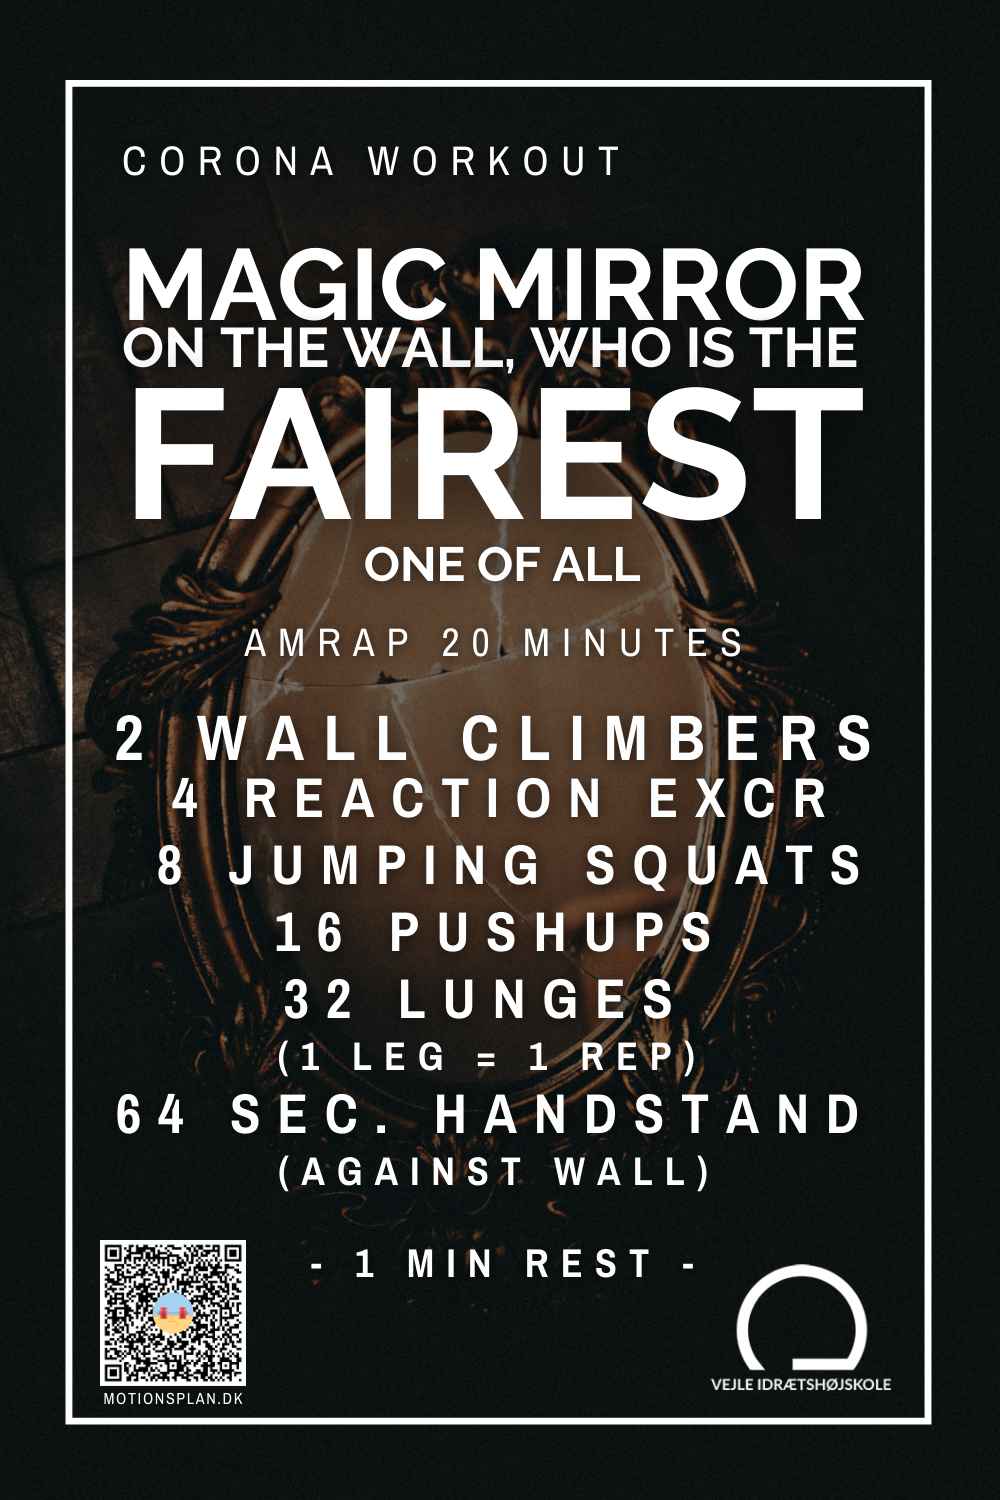 CORONA WORKOUT
MAGIC MIRROR
ON THE WALL, WHO IS THE
FAIREST
ONE OF ALL
AMRAP 20 MINUTES
2 WALL CLIMBERS
4 REACTION EXCR
8 JUMPING SQUATS
16 PUSHUPS
32 LUNGES
(1 LEG = 1 REP)
64 SEC. HANDSTAND
(AGAINST WALL)
- 1 MIN REST -
MOTIONSPLAN.DK
VEJLE IDRÆTSHØJSKOLE